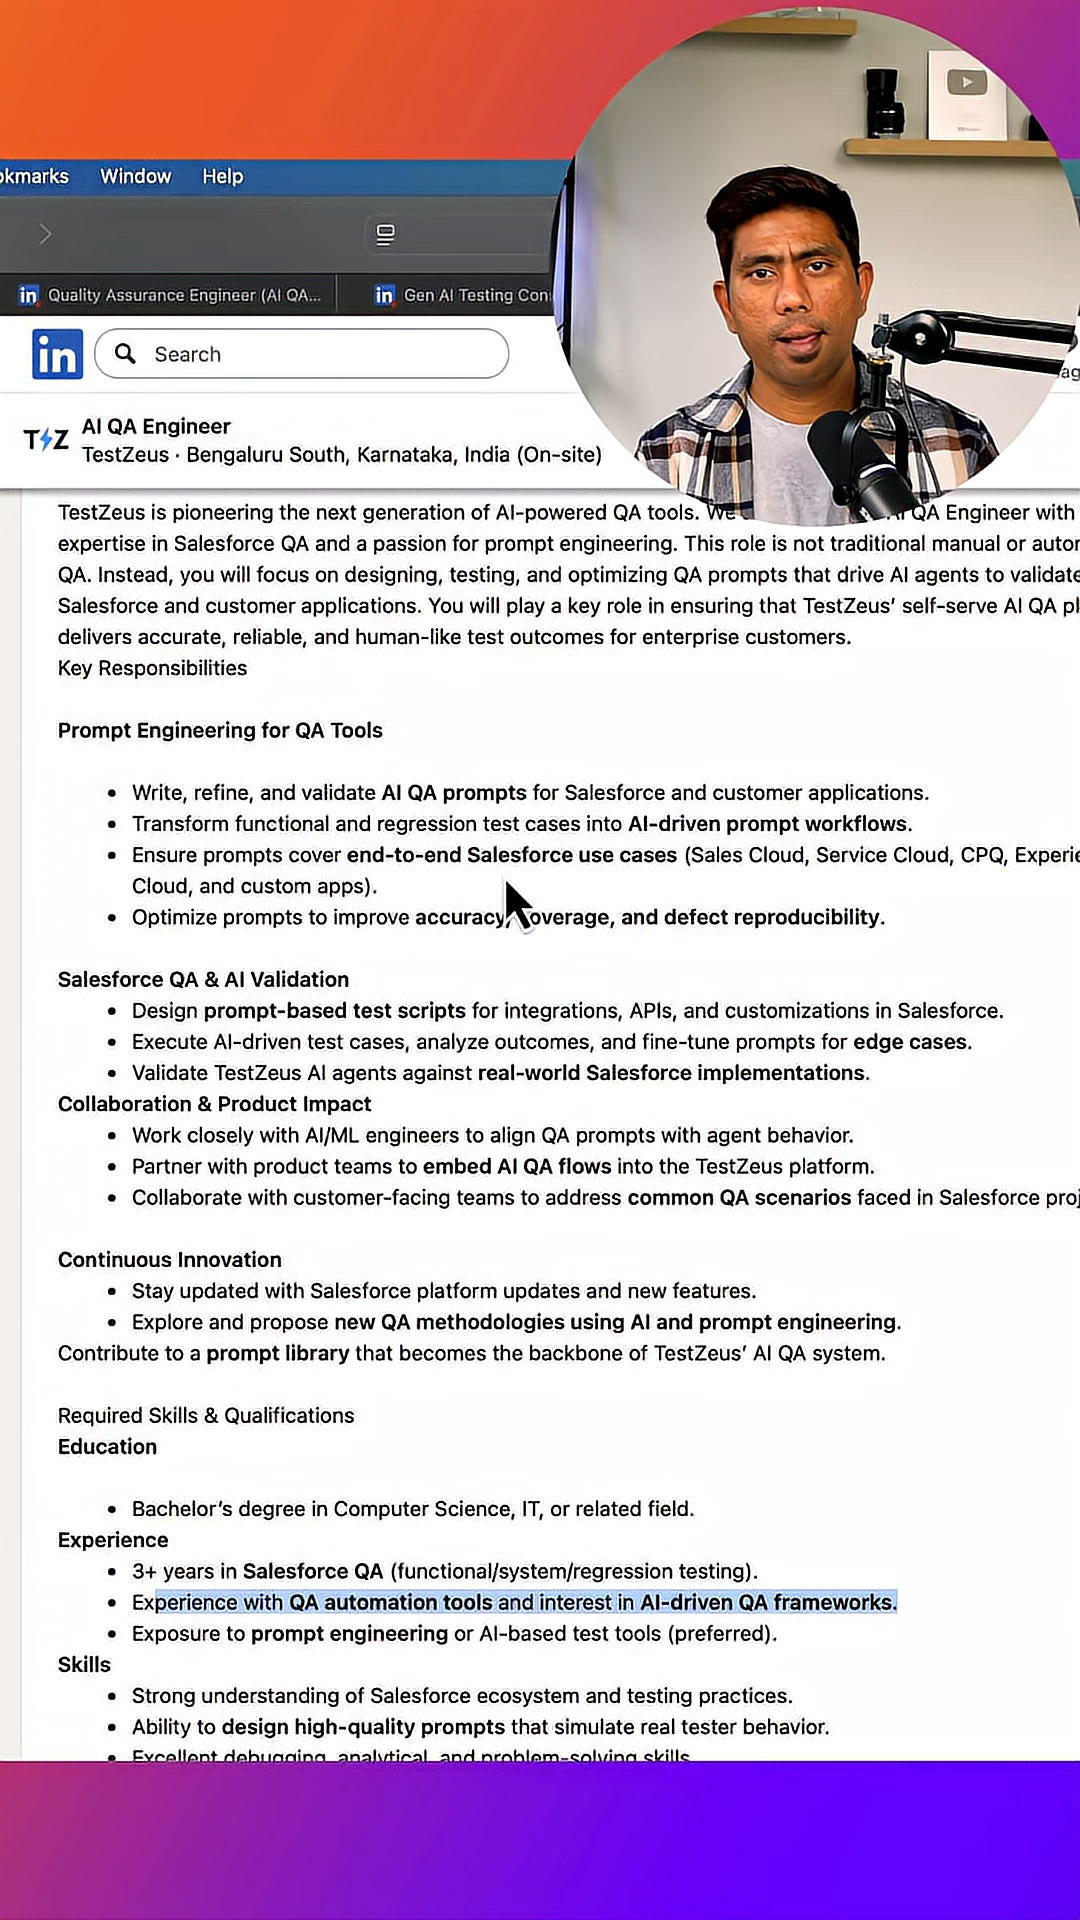 okmarks Window Help
Quality Assurance Engineer (AI QA...
Gen AI Testing Con
in Search
TZ AI QA Engineer
TestZeus · Bengaluru South, Karnataka, India (On-site)
TestZeus is pioneering the next generation of AI-powered QA tools. We QA Engineer with
expertise in Salesforce QA and a passion for prompt engineering. This role is not traditional manual or autor
QA. Instead, you will focus on designing, testing, and optimizing QA prompts that drive AI agents to validate
Salesforce and customer applications. You will play a key role in ensuring that TestZeus’ self-serve AI QA pl
delivers accurate, reliable, and human-like test outcomes for enterprise customers.
Key Responsibilities
Prompt Engineering for QA Tools
• Write, refine, and validate AI QA prompts for Salesforce and customer applications.
• Transform functional and regression test cases into AI-driven prompt workflows.
• Ensure prompts cover end-to-end Salesforce use cases (Sales Cloud, Service Cloud, CPQ, Experie
Cloud, and custom apps).
• Optimize prompts to improve accuracy, coverage, and defect reproducibility.
Salesforce QA & AI Validation
• Design prompt-based test scripts for integrations, APIs, and customizations in Salesforce.
• Execute AI-driven test cases, analyze outcomes, and fine-tune prompts for edge cases.
• Validate TestZeus AI agents against real-world Salesforce implementations.
Collaboration & Product Impact
• Work closely with AI/ML engineers to align QA prompts with agent behavior.
• Partner with product teams to embed AI QA flows into the TestZeus platform.
• Collaborate with customer-facing teams to address common QA scenarios faced in Salesforce proj
Continuous Innovation
• Stay updated with Salesforce platform updates and new features.
• Explore and propose new QA methodologies using AI and prompt engineering.
Contribute to a prompt library that becomes the backbone of TestZeus’ AI QA system.
Required Skills & Qualifications
Education
• Bachelor’s degree in Computer Science, IT, or related field.
Experience
• 3+ years in Salesforce QA (functional/system/regression testing).
• Experience with QA automation tools and interest in AI-driven QA frameworks.
• Exposure to prompt engineering or AI-based test tools (preferred).
Skills
• Strong understanding of Salesforce ecosystem and testing practices.
• Ability to design high-quality prompts that simulate real tester behavior.
• Excellent debugging, analytical, and problem-solving skills